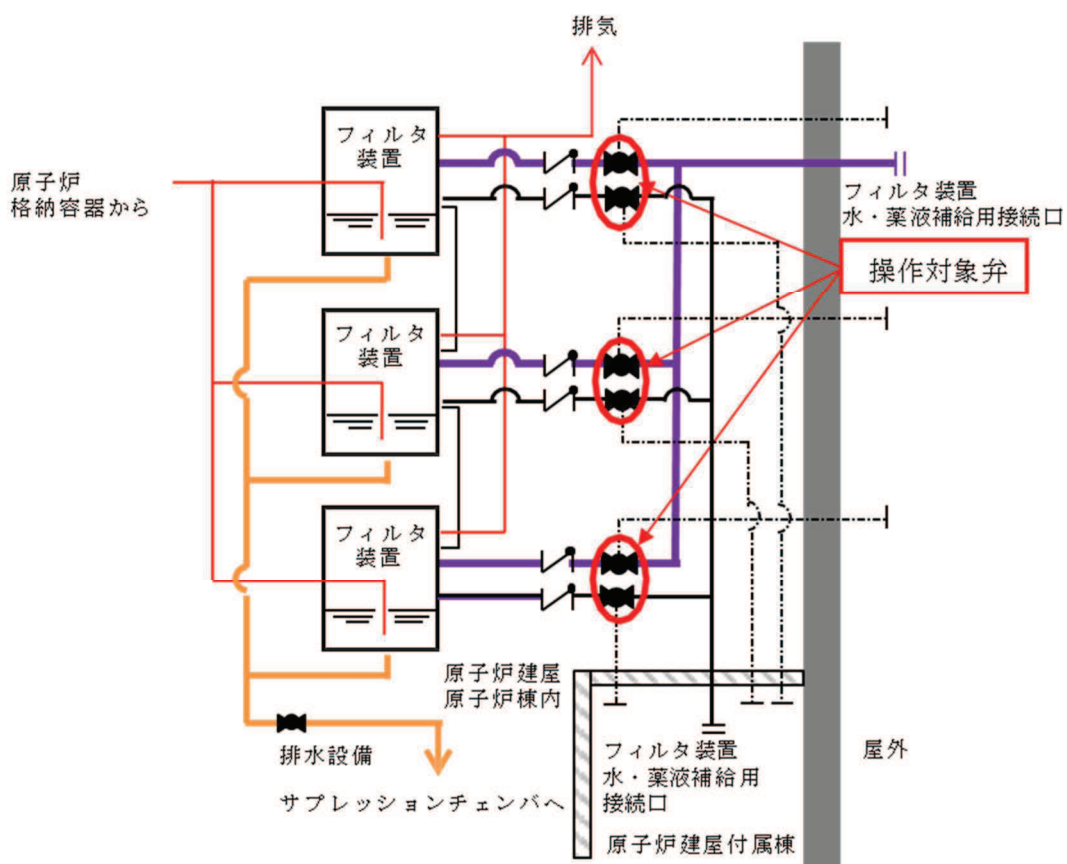 排気
フィルタ
装置
原子炉
格納容器から
フィルタ装置
水・薬液補給用接続口
操作対象弁
フィルタ
装置
フィルタ
装置
原子炉建屋
原子炉棟内
排水設備
フィルタ装置
水・薬液補給用
接続口
屋外
サプレッションチェンバへ
原子炉建屋付属棟